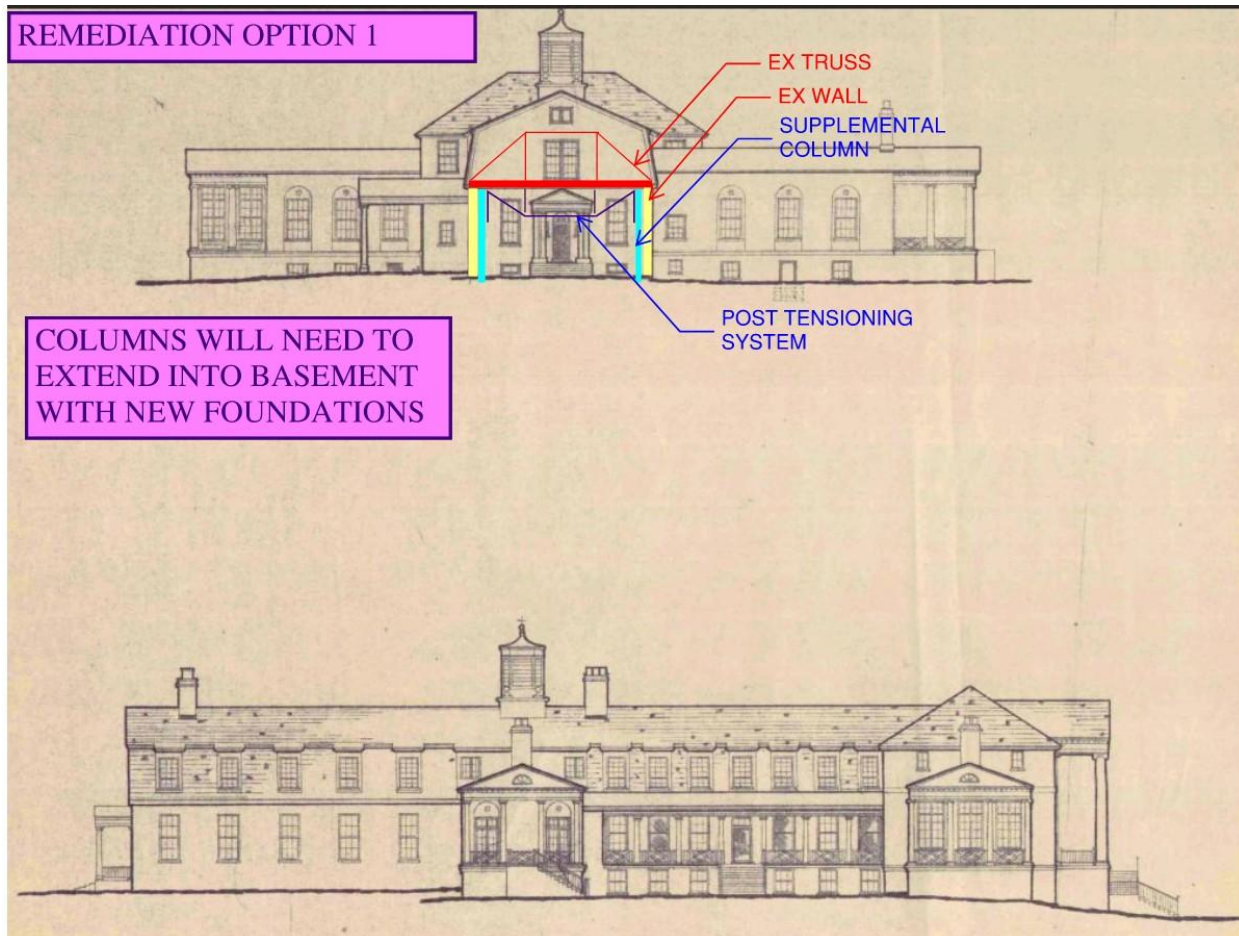 REMEDIATION OPTION 1
EX TRUSS
EX WALL
SUPPLEMENTAL
COLUMN
POST TENSIONING
SYSTEM
COLUMNS WILL NEED TO
EXTEND INTO BASEMENT
WITH NEW FOUNDATIONS